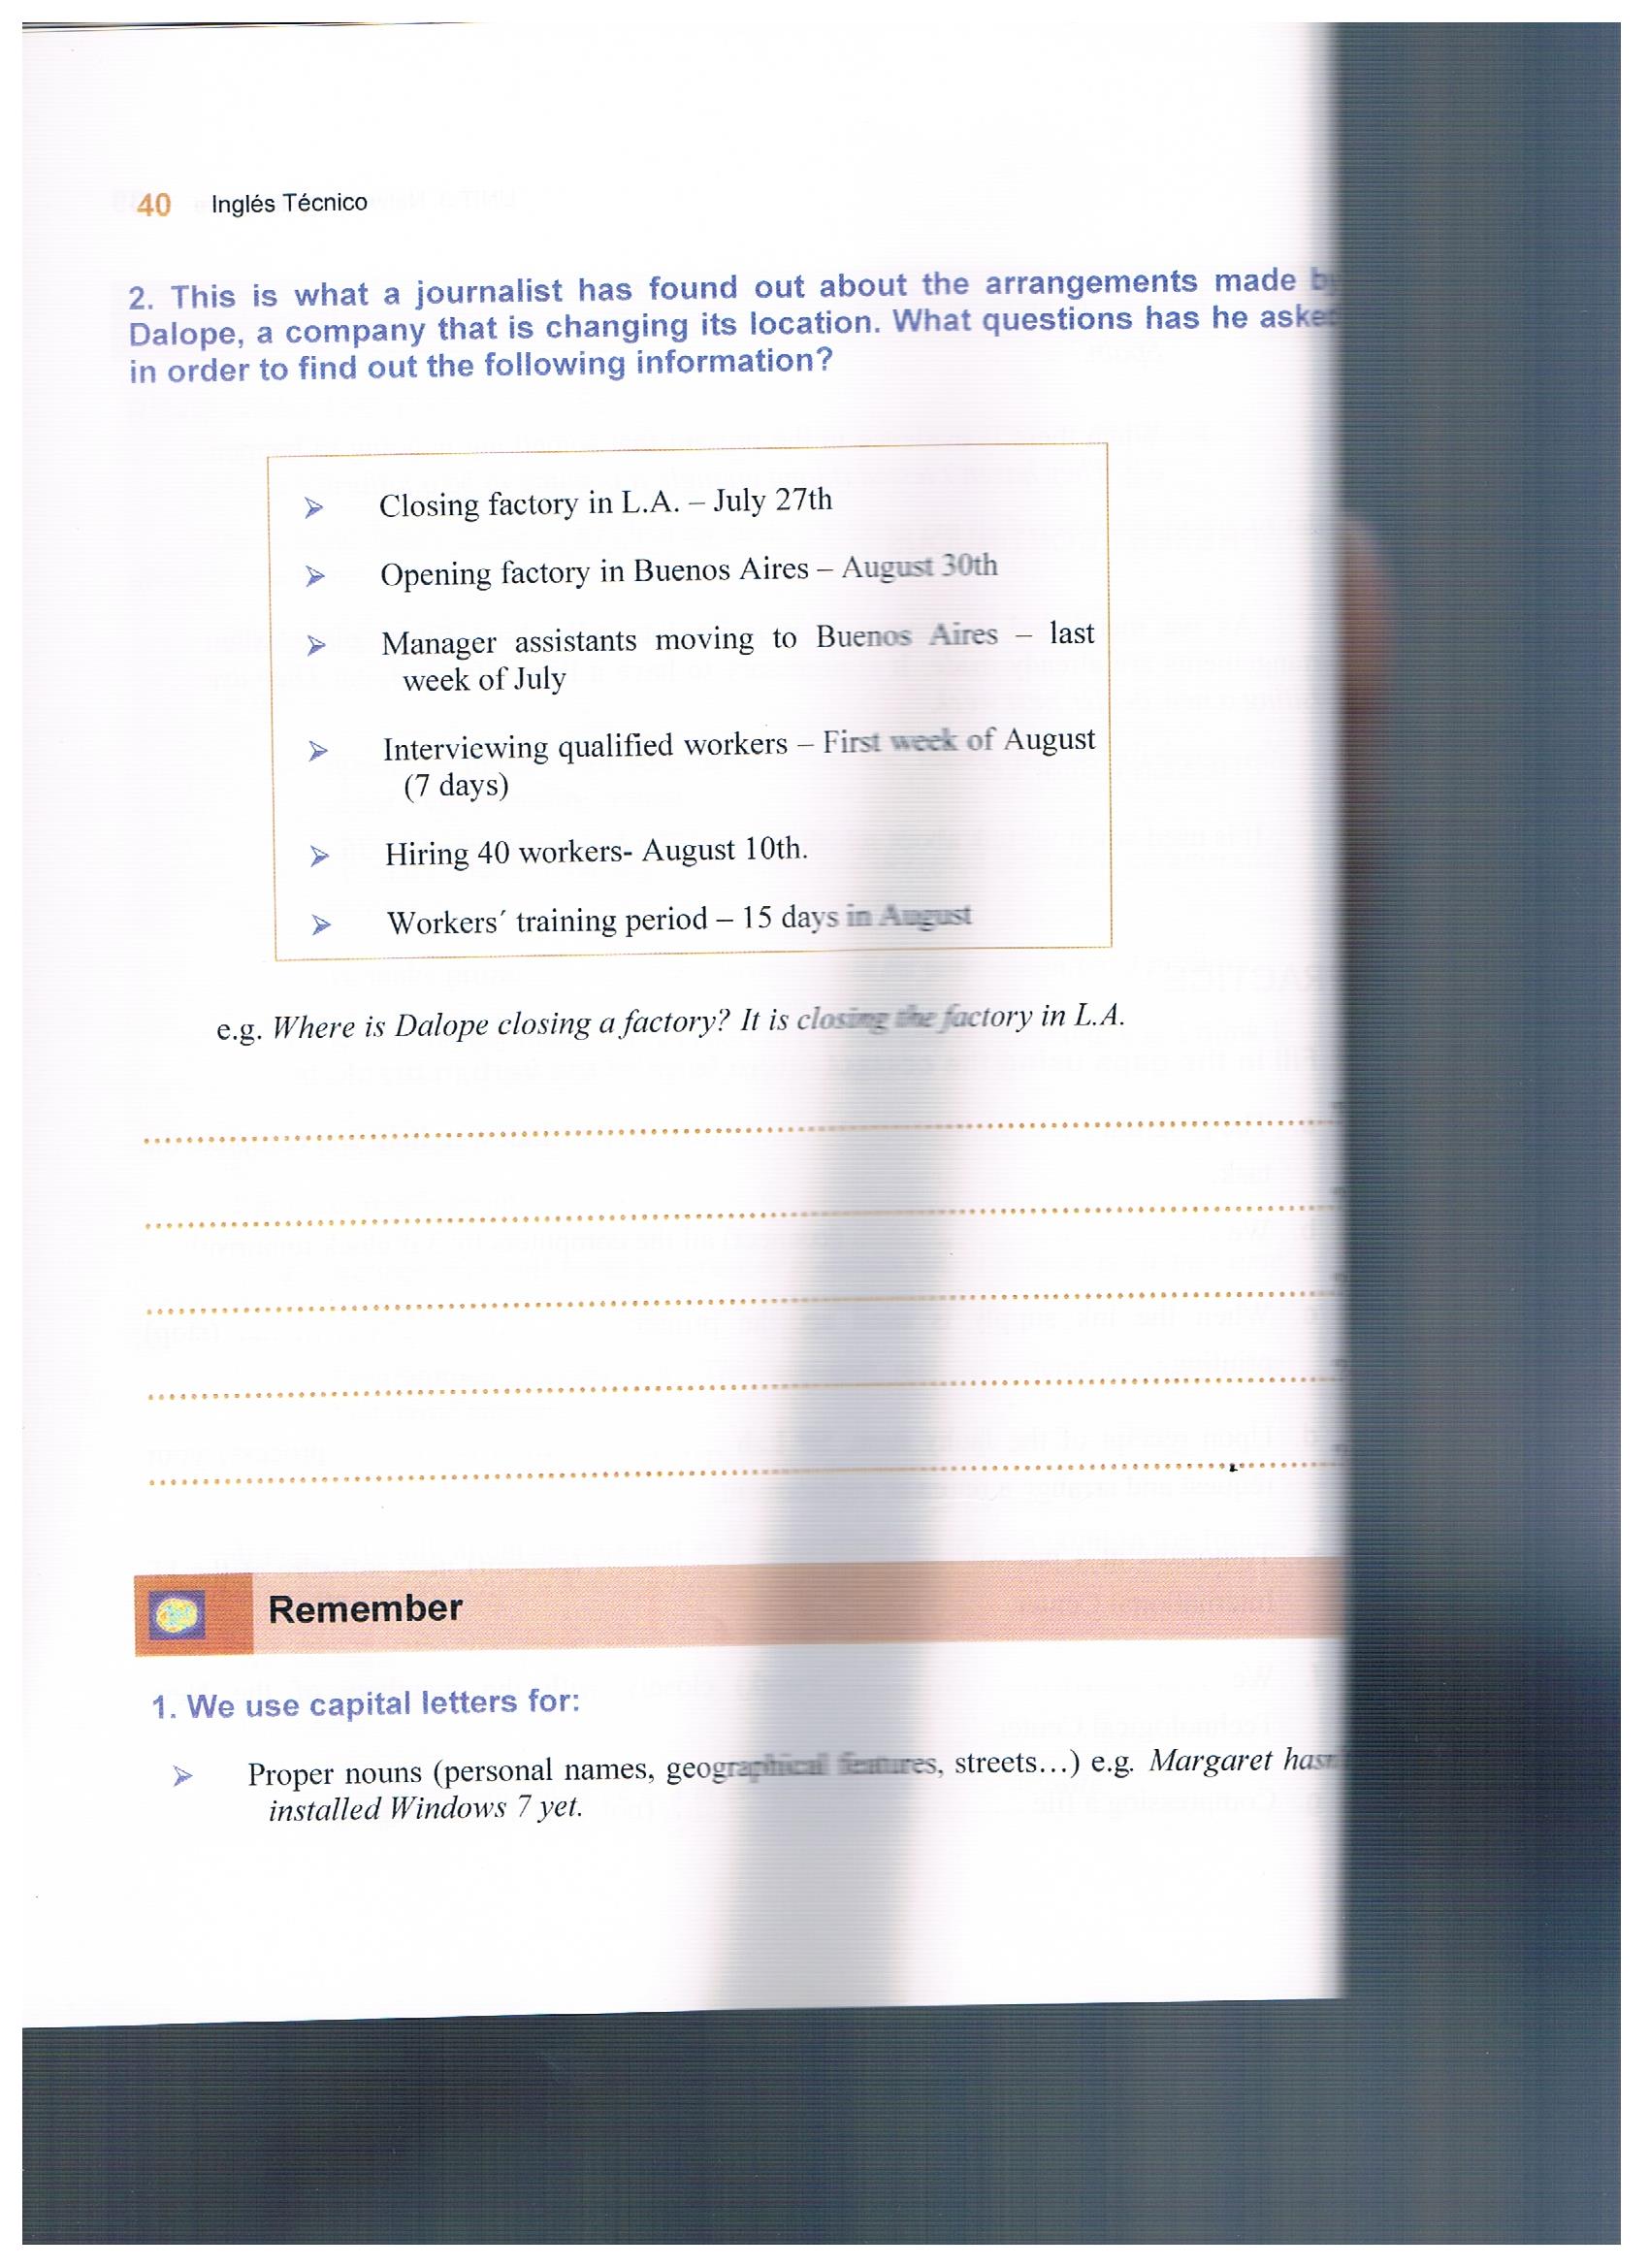 40 Inglés Técnico
2. This is what a journalist has found out about the arrangements made by
Dalope, a company that is changing its location. What questions has he asked
in order to find out the following information?
➢ Closing factory in L.A. – July 27th
➢ Opening factory in Buenos Aires – August 30th
➢ Manager assistants moving to Buenos Aires – last
week of July
➢ Interviewing qualified workers – First week of August
(7 days)
➢ Hiring 40 workers- August 10th.
➢ Workers´ training period – 15 days in August
e.g. Where is Dalope closing a factory? It is closing the factory in L.A.
Remember
1. We use capital letters for:
➢ Proper nouns (personal names, geographical features, streets…) e.g. Margaret
installed Windows 7 yet.